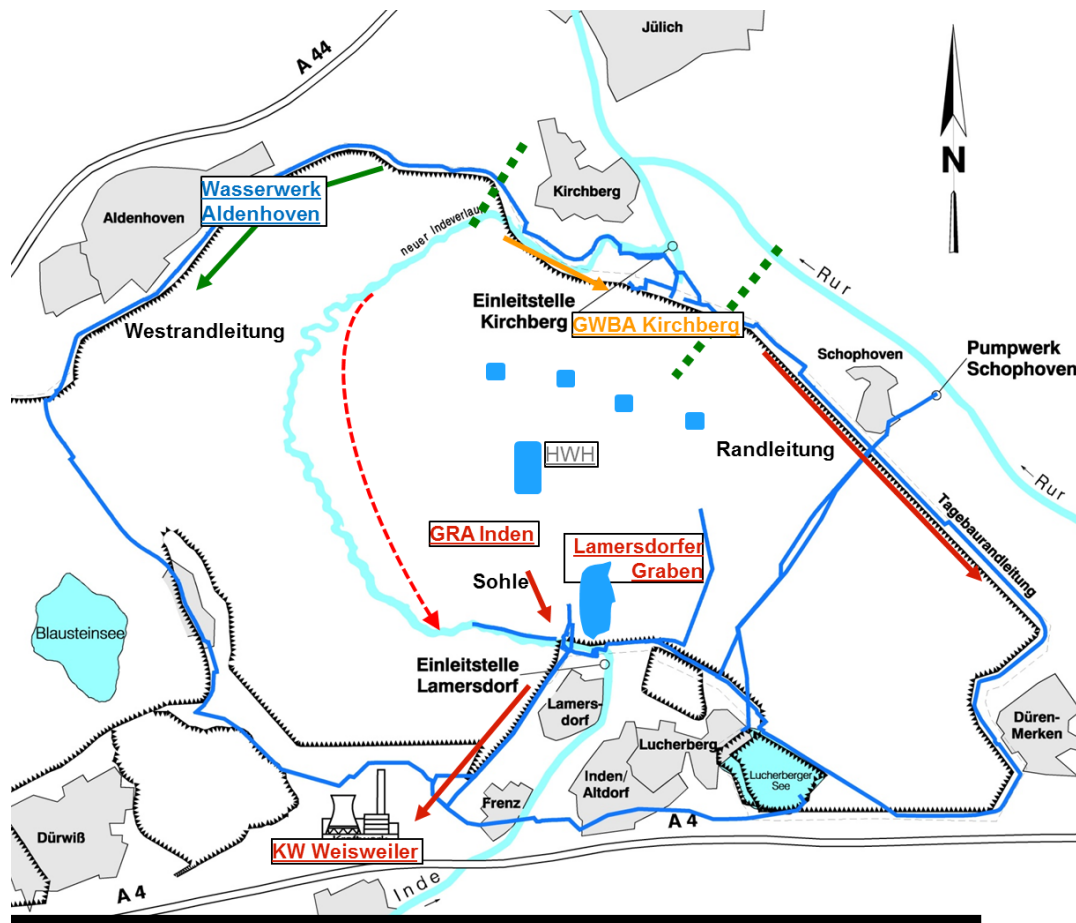 Jülich
A 44
N
Kirchberg
Wasserwerk
Aldenhoven
Aldenhoven
neuer Indeverlauf
Rur
Einleitstelle
Kirchberg
GWBA Kirchberg
Westrandleitung
Schophoven
Pumpwerk
Schophoven
HWH
Randleitung
Rur
Tagebaurandleitung
GRA Inden
Lamersdorfer
Graben
Sohle
Blausteinsee
Einleitstelle
Lamersdorf
Lamers-
dorf
Lucherberg
Düren-
Merken
Inden/
Altdorf
Lucherberger
See
Frenz
A 4
Dürwiß
KW Weisweiler
A 4
Inde